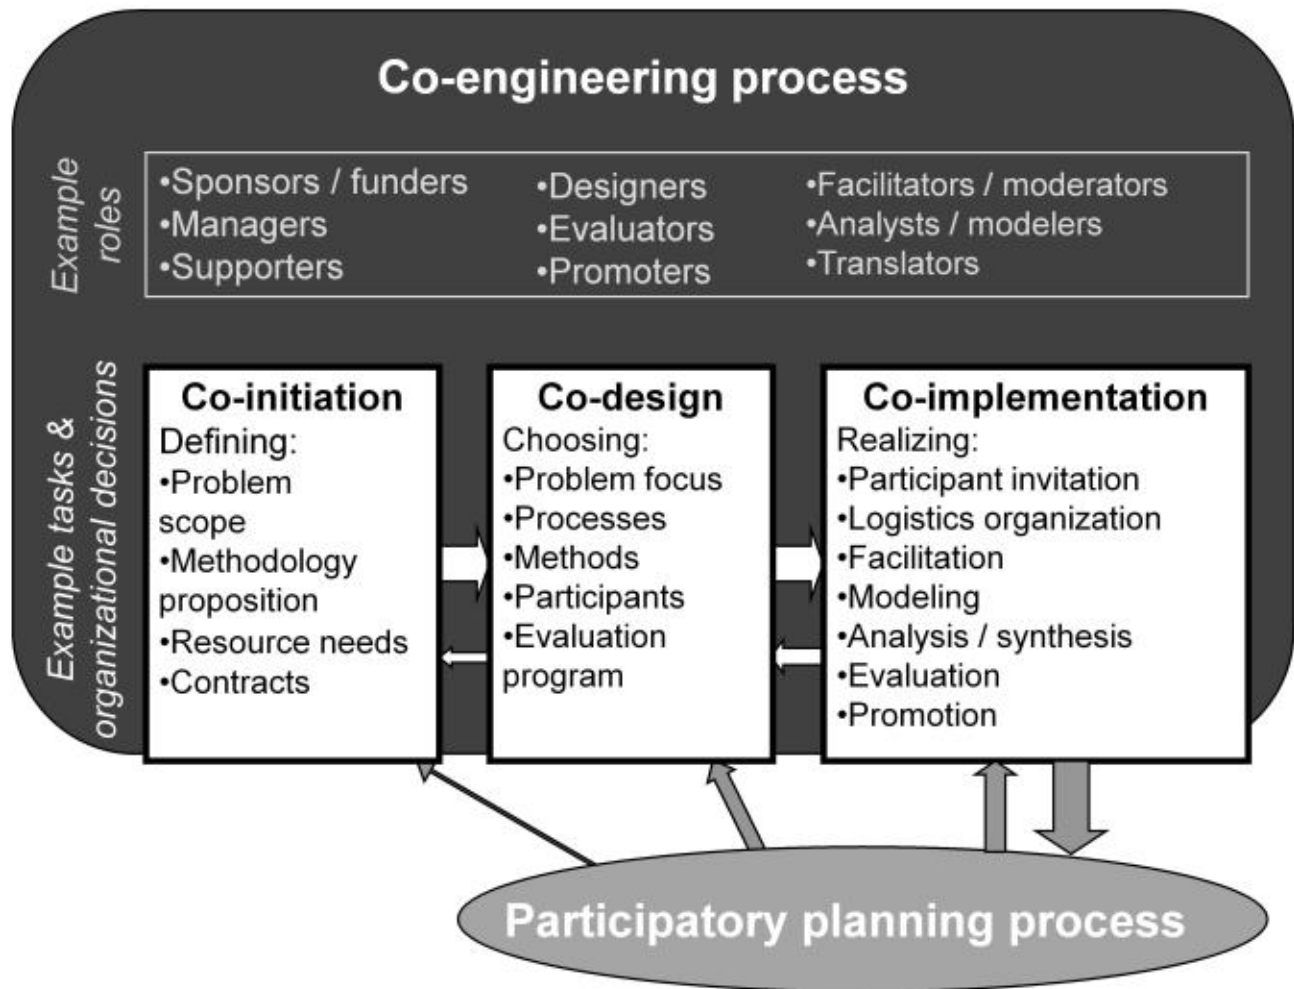 Co-engineering process
Example
roles
•Sponsors / funders
•Managers
•Supporters
•Designers
•Evaluators
•Promoters
•Facilitators / moderators
•Analysts / modelers
•Translators
Example tasks &
organizational decisions
Co-initiation
Defining:
•Problem
scope
•Methodology
proposition
•Resource needs
•Contracts
Co-design
Choosing:
•Problem focus
•Processes
•Methods
•Participants
•Evaluation
program
Co-implementation
Realizing:
•Participant invitation
•Logistics organization
•Facilitation
•Modeling
•Analysis / synthesis
•Evaluation
•Promotion
Participatory planning process